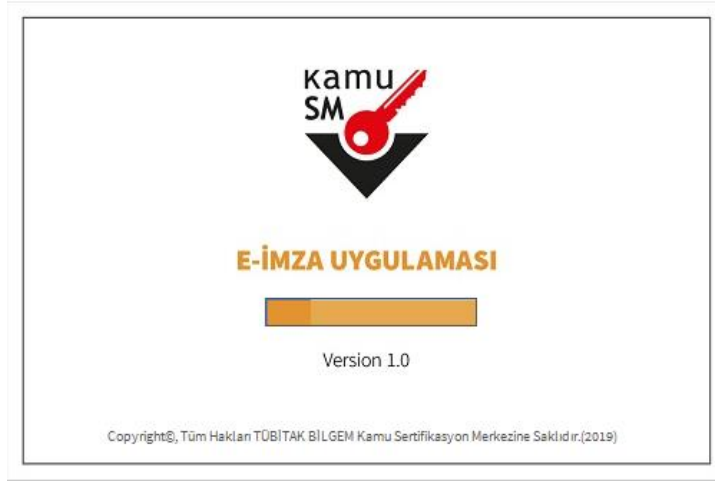 Kamu
SM
E-İMZA UYGULAMASI
Version 1.0
Copyright©, Tüm Hakları TÜBİTAK BİLGEM Kamu Sertifikasyon Merkezine Saklıdır.(2019)